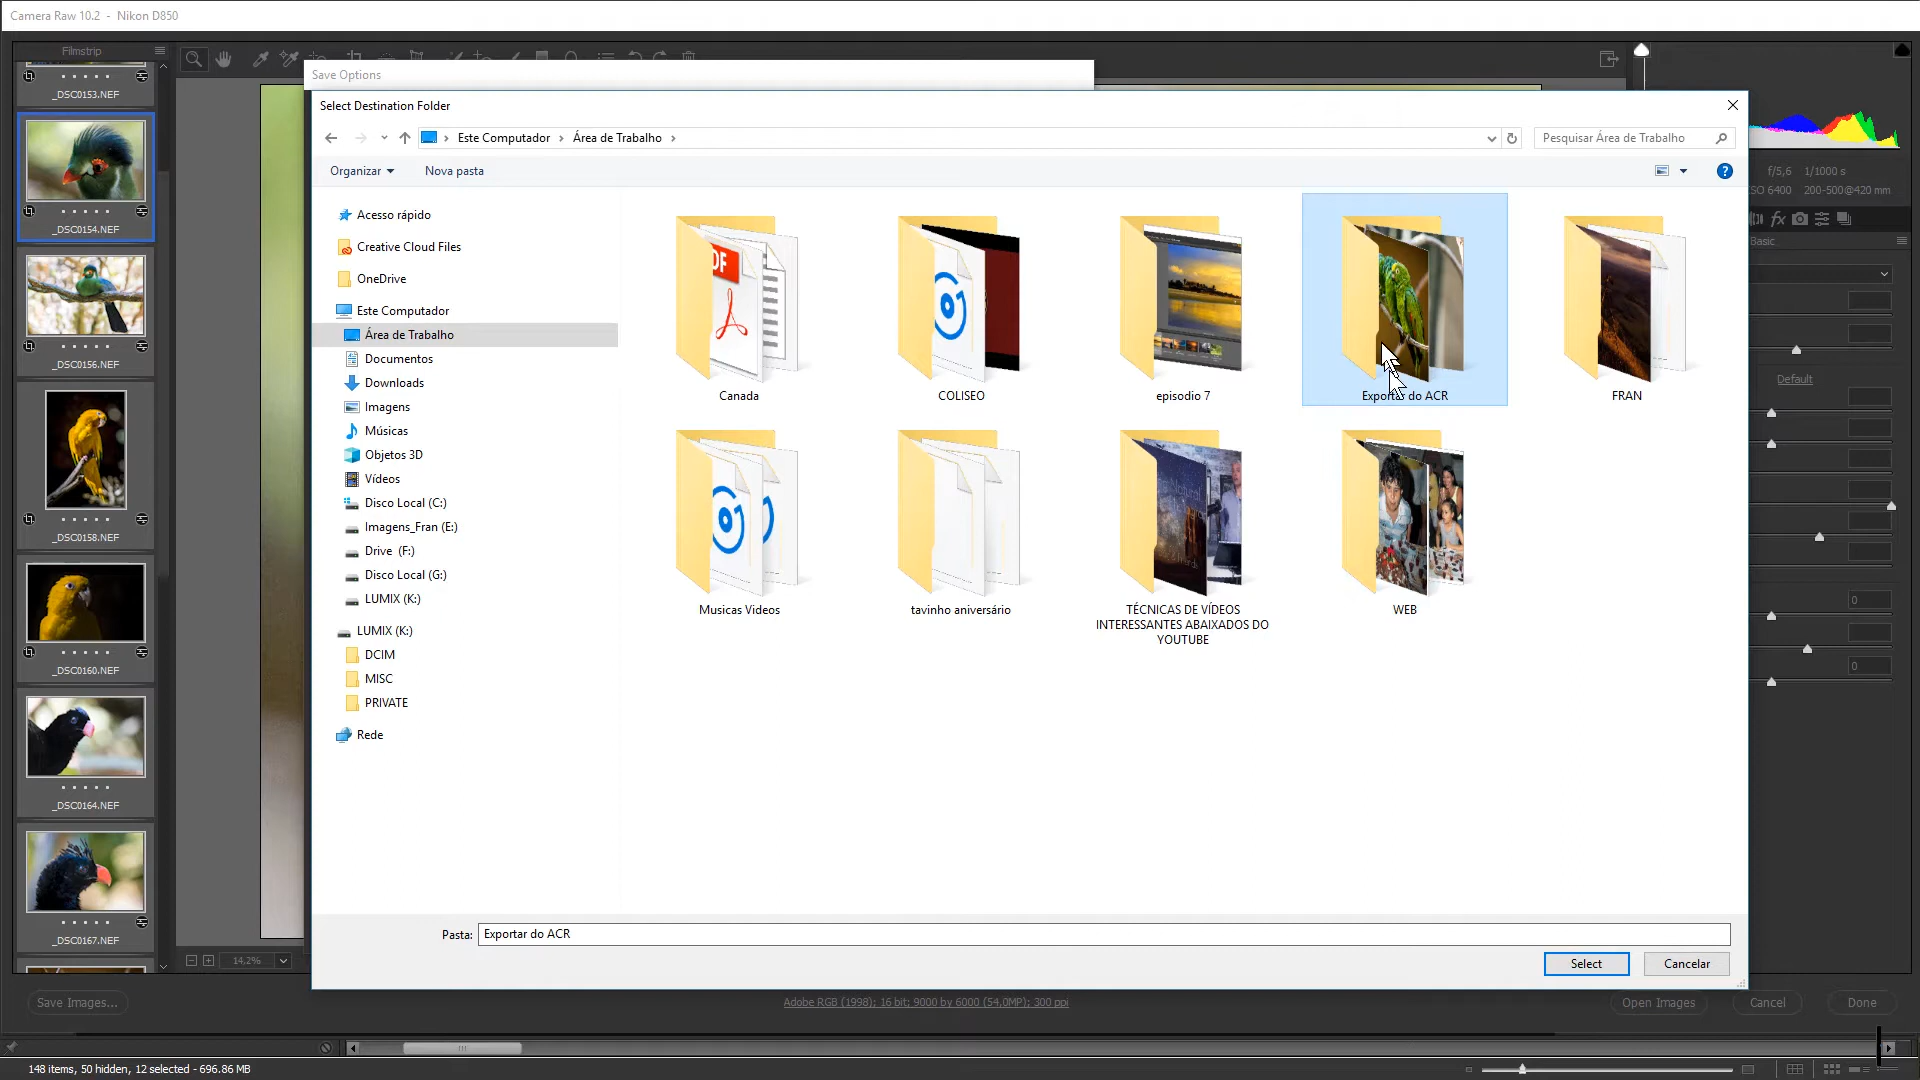 Camera Raw 10.2 - Nikon D850
Filmstrip
_DSC0153.NEF
_DSC0154.NEF
_DSC0156.NEF
_DSC0158.NEF
_DSC0160.NEF
_DSC0164.NEF
_DSC0167.NEF
Save Options
Select Destination Folder
Este Computador
Área de Trabalho
Pesquisar Área de Trabalho
Organizar
Nova pasta
Acesso rápido
Creative Cloud Files
OneDrive
Este Computador
Área de Trabalho
Documentos
Downloads
Imagens
Músicas
Objetos 3D
Vídeos
Disco Local (C:)
Imagens_Fran (E:)
Drive (F:)
Disco Local (G:)
LUMIX (K:)
LUMIX (K:)
DCIM
MISC
PRIVATE
Rede
Canada
COLISEO
episodio 7
Exportar do ACR
FRAN
Musicas Videos
tavinho aniversário
TÉCNICAS DE VÍDEOS
INTERESSANTES ABAIXADOS DO
YOUTUBE
WEB
Pasta: Exportar do ACR
Select
Cancelar
f/5,6 1/1000 s
ISO 6400 200-500@420 mm
fx
Basic
Default
0
0
14,2%
Save Images...
Adobe RGB (1998); 16 bit; 9000 by 6000 (54,0MP); 300 ppi
Open Images
Cancel
Done
148 items, 50 hidden, 12 selected - 696.86 MB